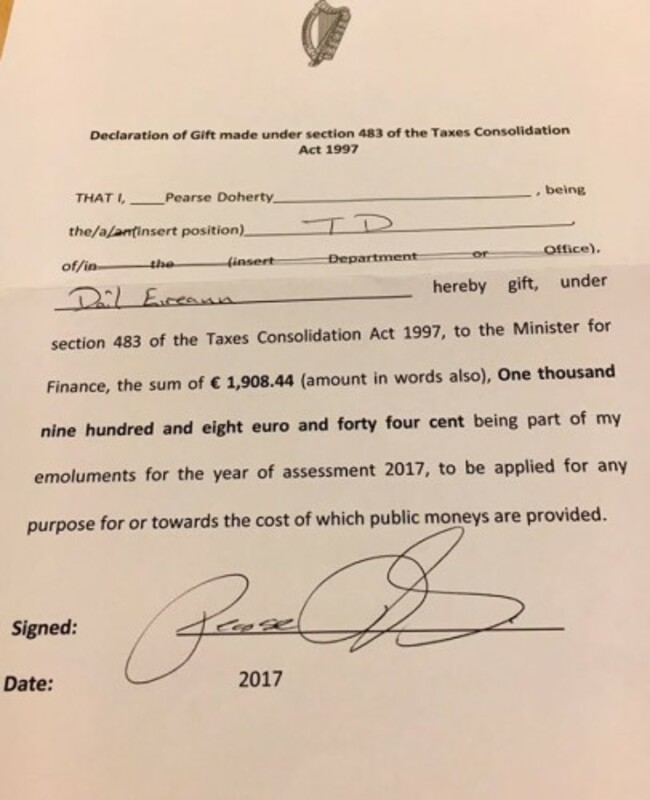 Declaration of Gift made under section 483 of the Taxes Consolidation
Act 1997
THAT I, ____Pearse Doherty____, being
the/a/an(insert position) TD
of/in the (insert Department or Office),
Dáil Eireann hereby gift, under
section 483 of the Taxes Consolidation Act 1997, to the Minister for
Finance, the sum of € 1,908.44 (amount in words also), One thousand
nine hundred and eight euro and forty four cent being part of my
emoluments for the year of assessment 2017, to be applied for any
purpose for or towards the cost of which public moneys are provided.
Signed: Pearse
Date: 2017